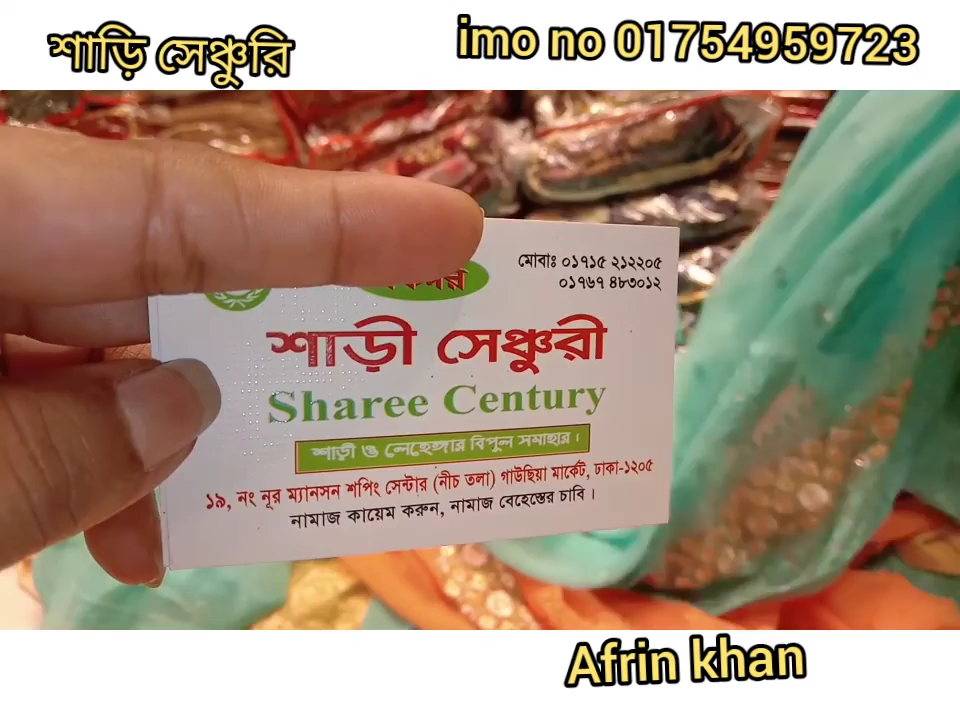 শাড়ি সেঞ্চুরি
imo no 01754959723
মোবাঃ ০১৭১৫ ২১২২০৫
০১৭৬৭ ৪৮৩০১২
শাড়ী সেঞ্চুরী
Sharee Century
শাড়ী ও লেহেঙ্গার বিপুল সমাহার।
১৯, নং নূর ম্যানসন শপিং সেন্টার (নীচ তলা) গাউছিয়া মার্কেট, ঢাকা-১২০৫
নামাজ কায়েম করুন, নামাজ বেহেস্তের চাবি।
Afrin khan